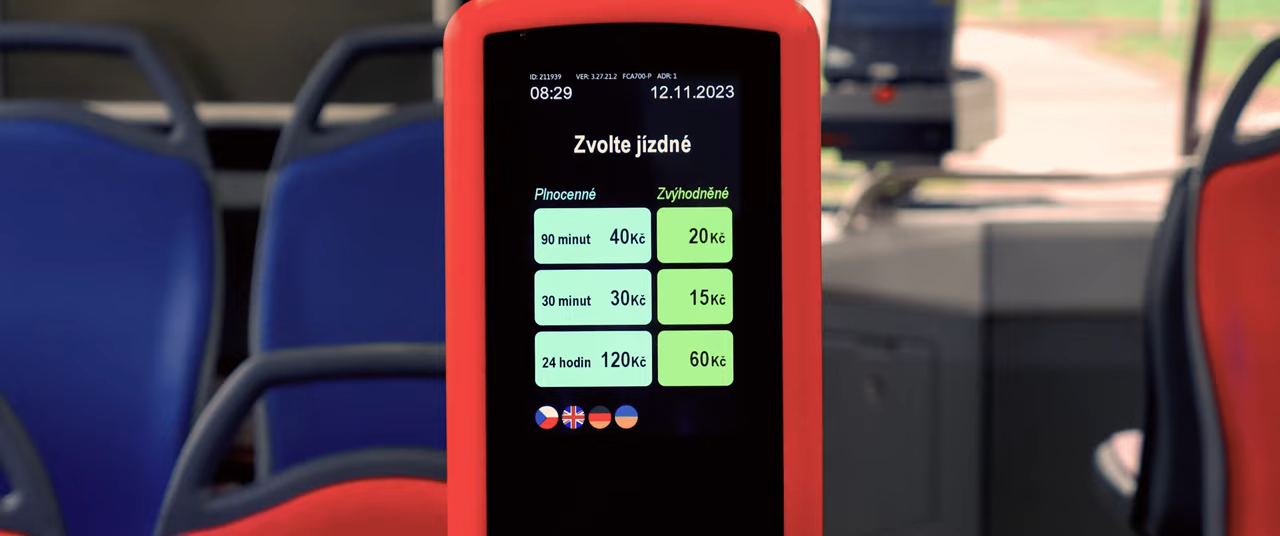 ID: 211939 VER: 3.27.21.2 FCA700-P ADR: 1
08:29 12.11.2023
Zvolte jízdné
Plnocenné Zvýhodněné
90 minut 40Kč 20Kč
30 minut 30Kč 15Kč
24 hodin 120Kč 60Kč